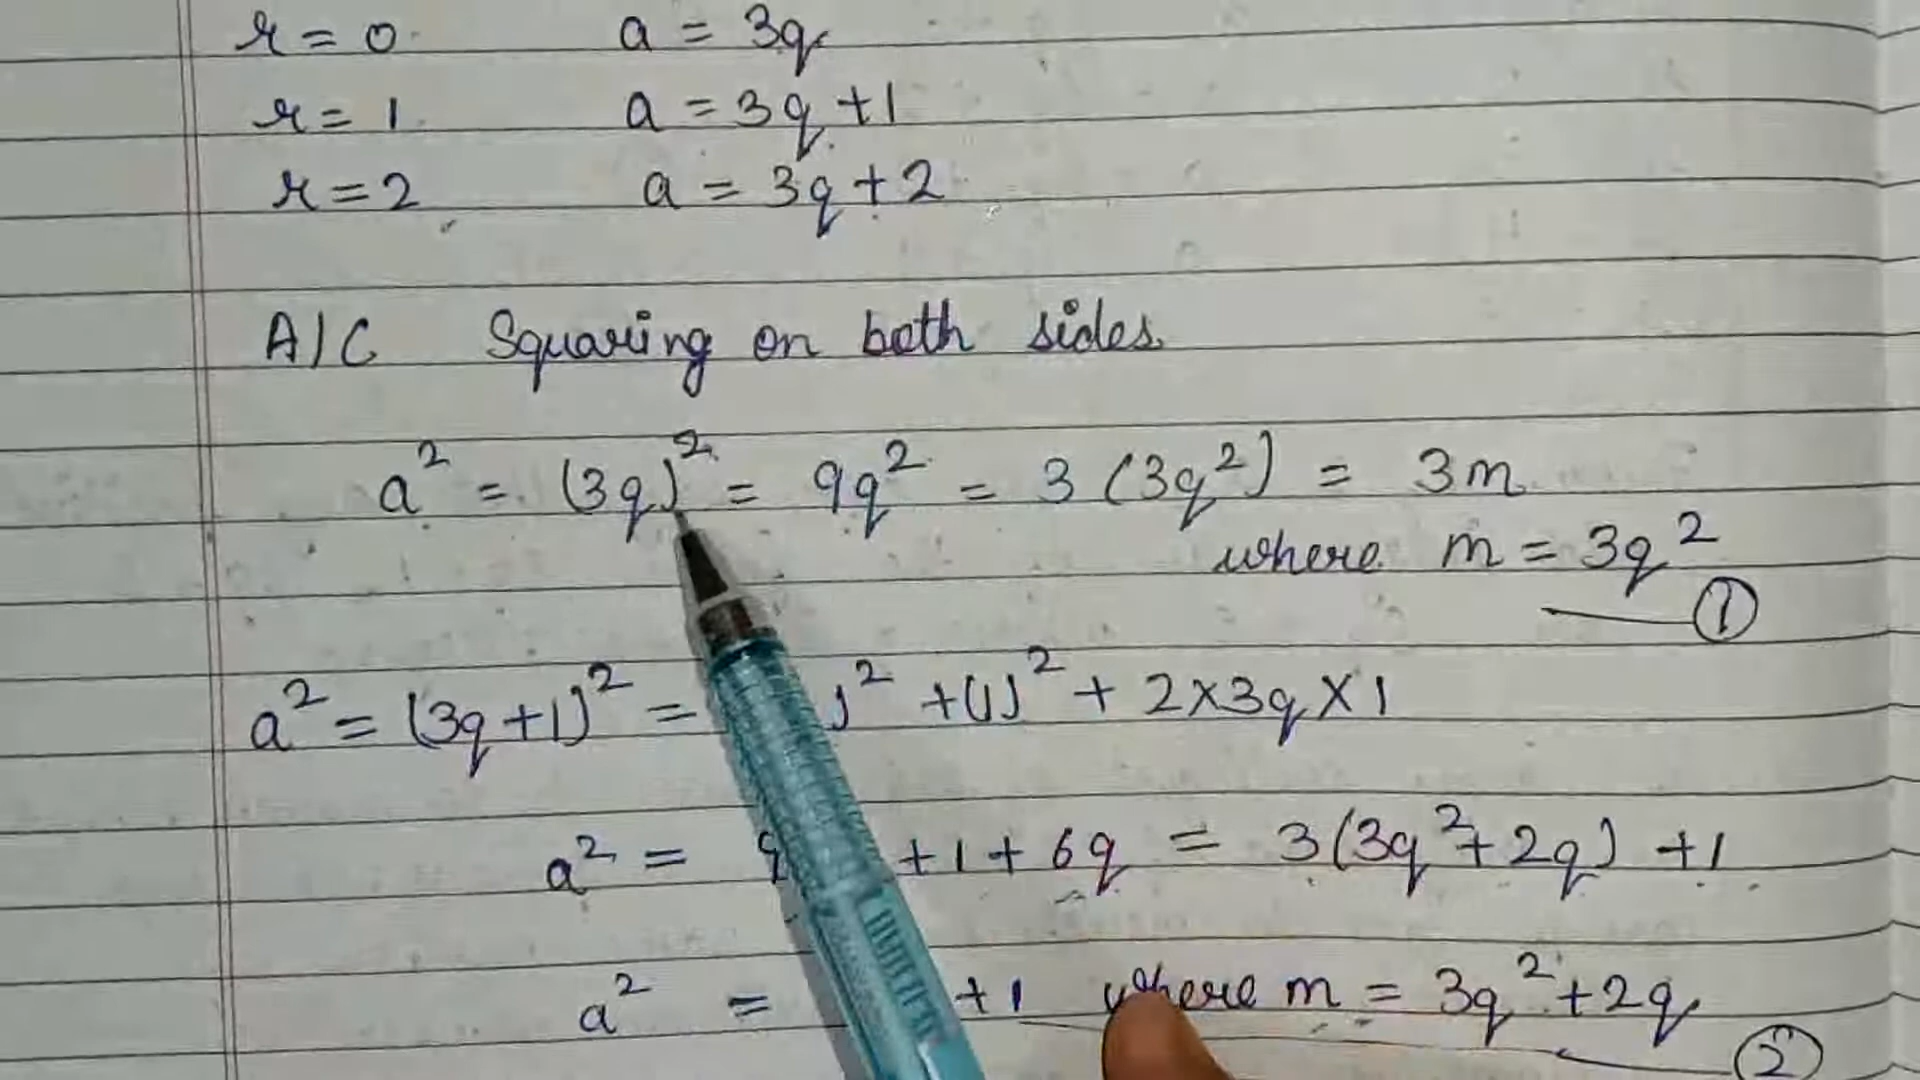 r = 0 a = 3q
r = 1 a = 3q + 1
r = 2 a = 3q + 2
A/C Squaring on both sides
a² = (3q)² = 9q² = 3(3q²) = 3m
where m = 3q²
①
a² = (3q+1)² = )² + (1)² + 2×3q×1
a² = 9 +1 + 6q = 3(3q² + 2q) + 1
a² = +1 where m = 3q² + 2q
②